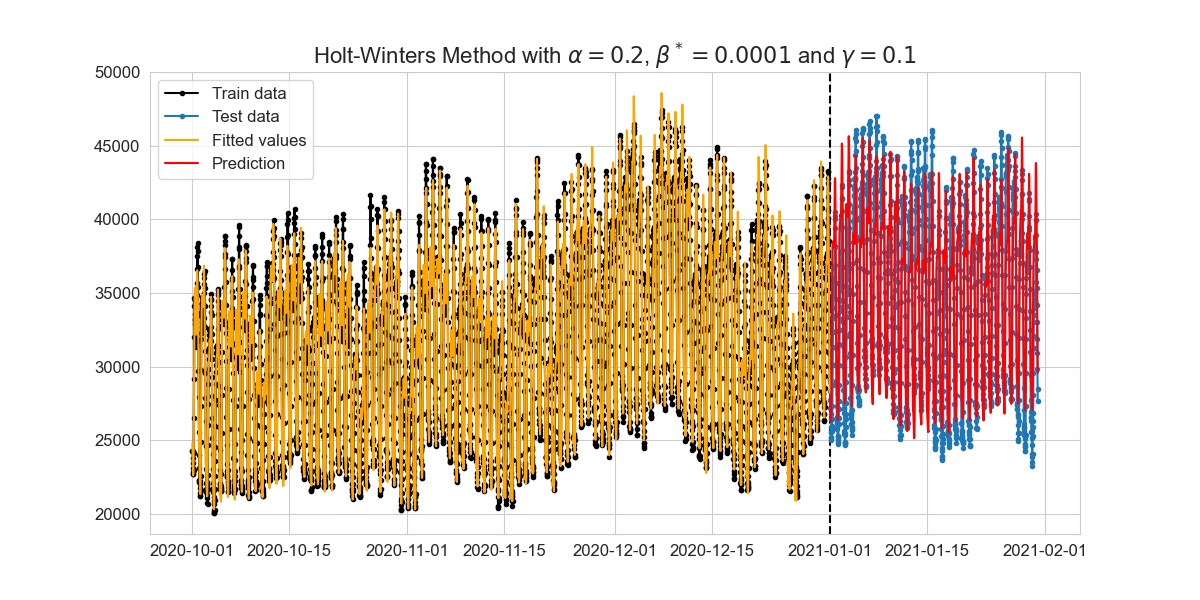 Holt-Winters Method with α = 0.2, β* = 0.0001 and γ = 0.1
50000
45000
40000
35000
30000
25000
20000
Train data
Test data
Fitted values
Prediction
2020-10-01 2020-10-15 2020-11-01 2020-11-15 2020-12-01 2020-12-15 2021-01-01 2021-01-15 2021-02-01